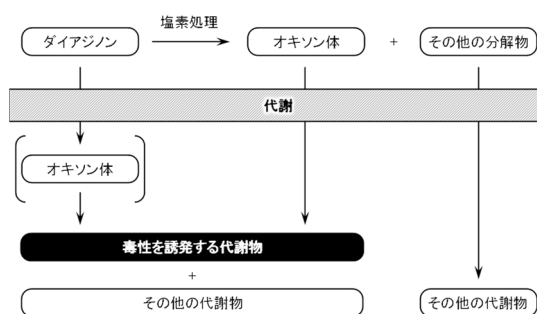 塩素処理
ダイアジノン
オキソン体
+
その他の分解物
代謝
オキソン体
毒性を誘発する代謝物
+
その他の代謝物
その他の代謝物